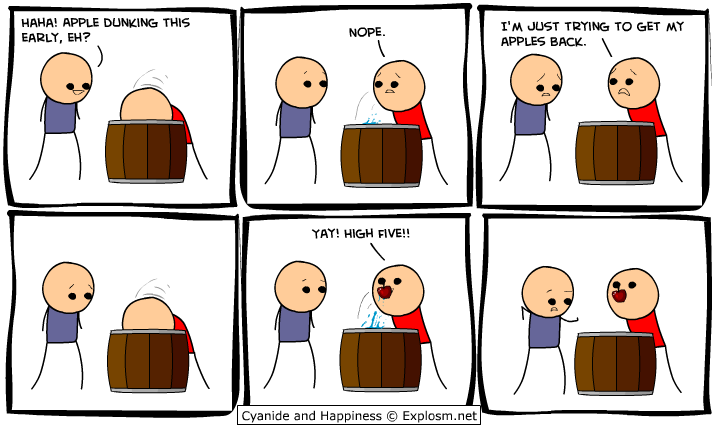 HAHA! APPLE DUNKING THIS
EARLY, EH?
NOPE.
I'M JUST TRYING TO GET MY
APPLES BACK.
YAY! HIGH FIVE!!
Cyanide and Happiness © Explosm.net